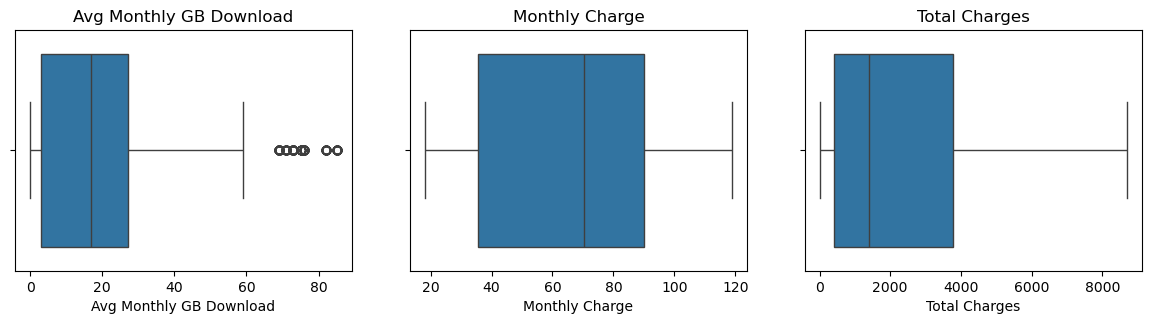 Avg Monthly GB Download
0 20 40 60 80
Avg Monthly GB Download
Monthly Charge
20 40 60 80 100 120
Monthly Charge
Total Charges
0 2000 4000 6000 8000
Total Charges